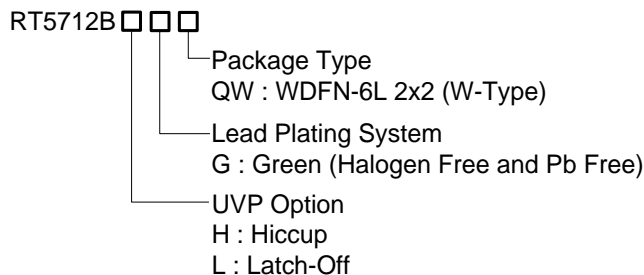 RT5712B
Package Type
QW : WDFN-6L 2x2 (W-Type)
Lead Plating System
G : Green (Halogen Free and Pb Free)
UVP Option
H : Hiccup
L : Latch-Off